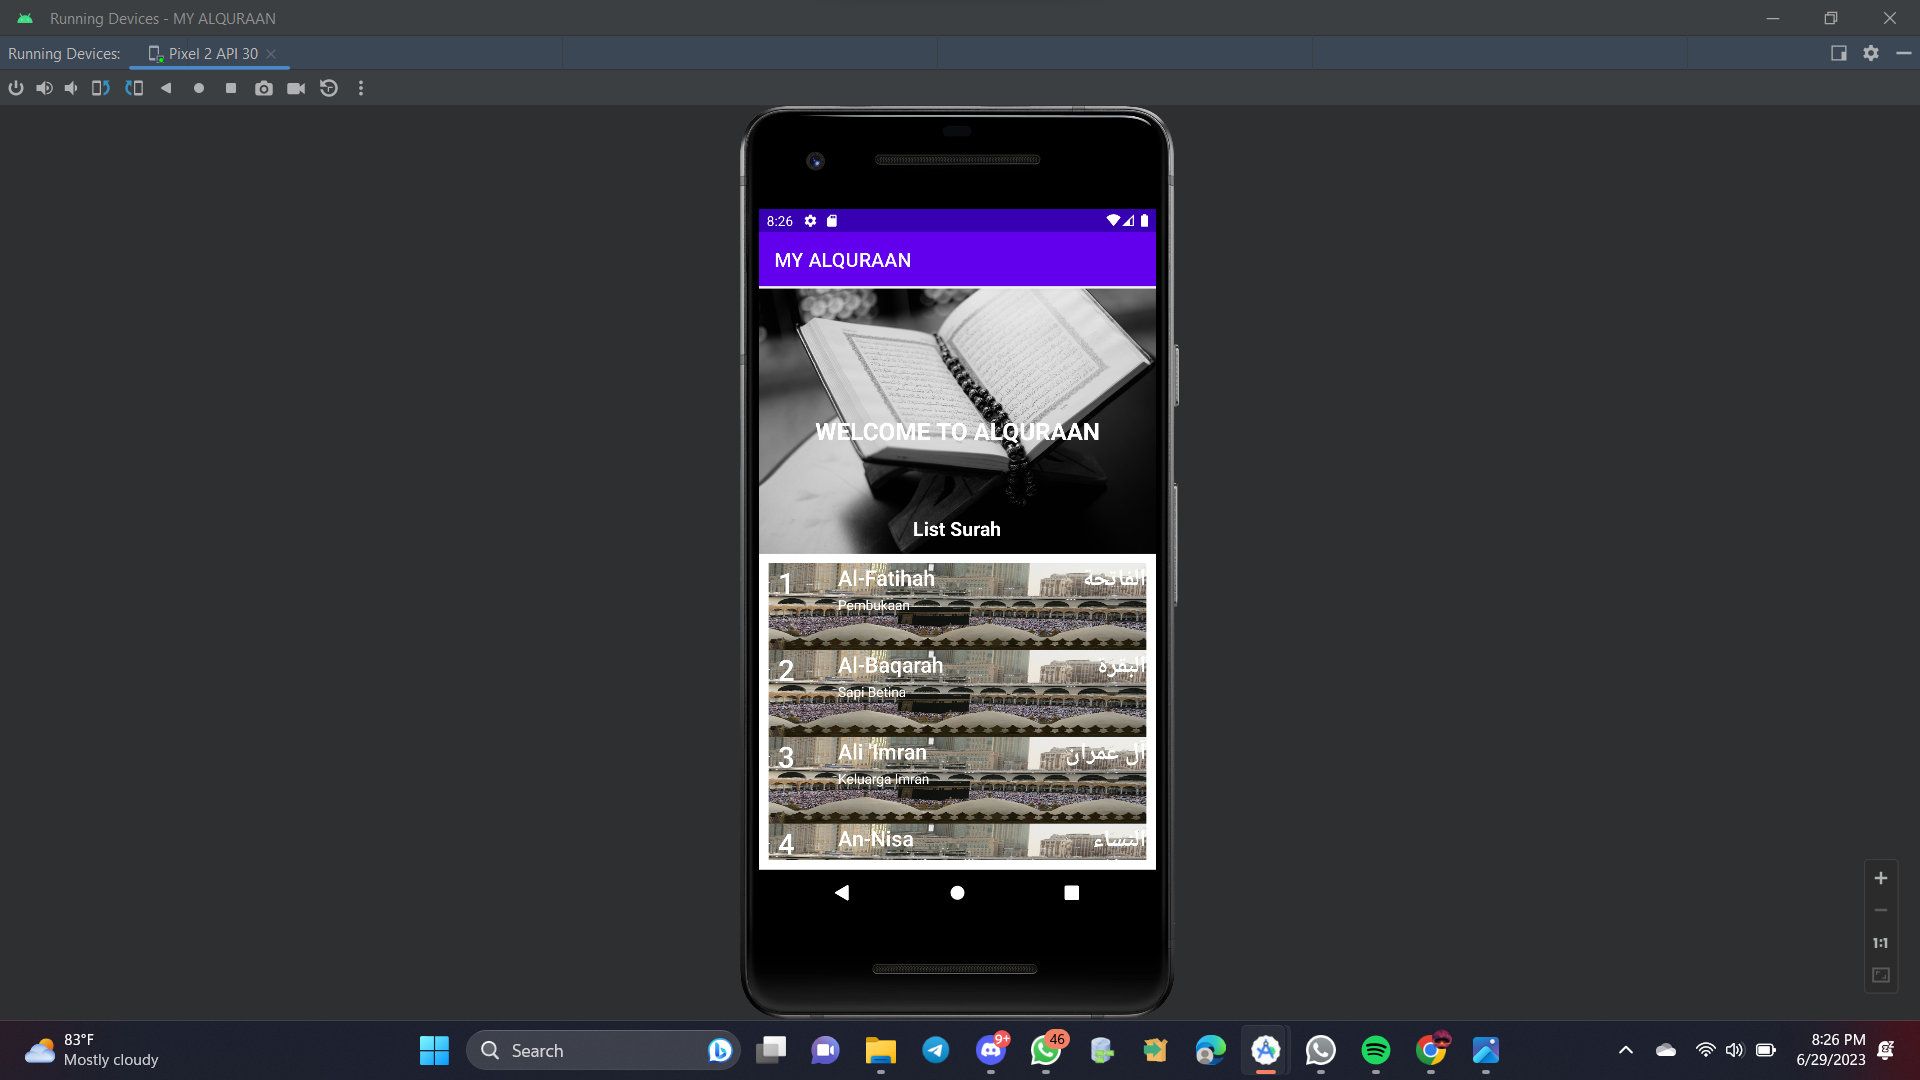 Running Devices - MY ALQURAAN
Running Devices:
Pixel 2 API 30
8:26
MY ALQURAAN
WELCOME TO ALQURAAN
List Surah
1
Al-Fatihah
الفاتحة
Pembukaan
2
Al-Baqarah
البقرة
Sapi Betina
3
Ali 'Imran
ال عمران
Keluarga Imran
4
An-Nisa
النساء
1:1
83°F
Mostly cloudy
Search
9+
46
8:26 PM
6/29/2023